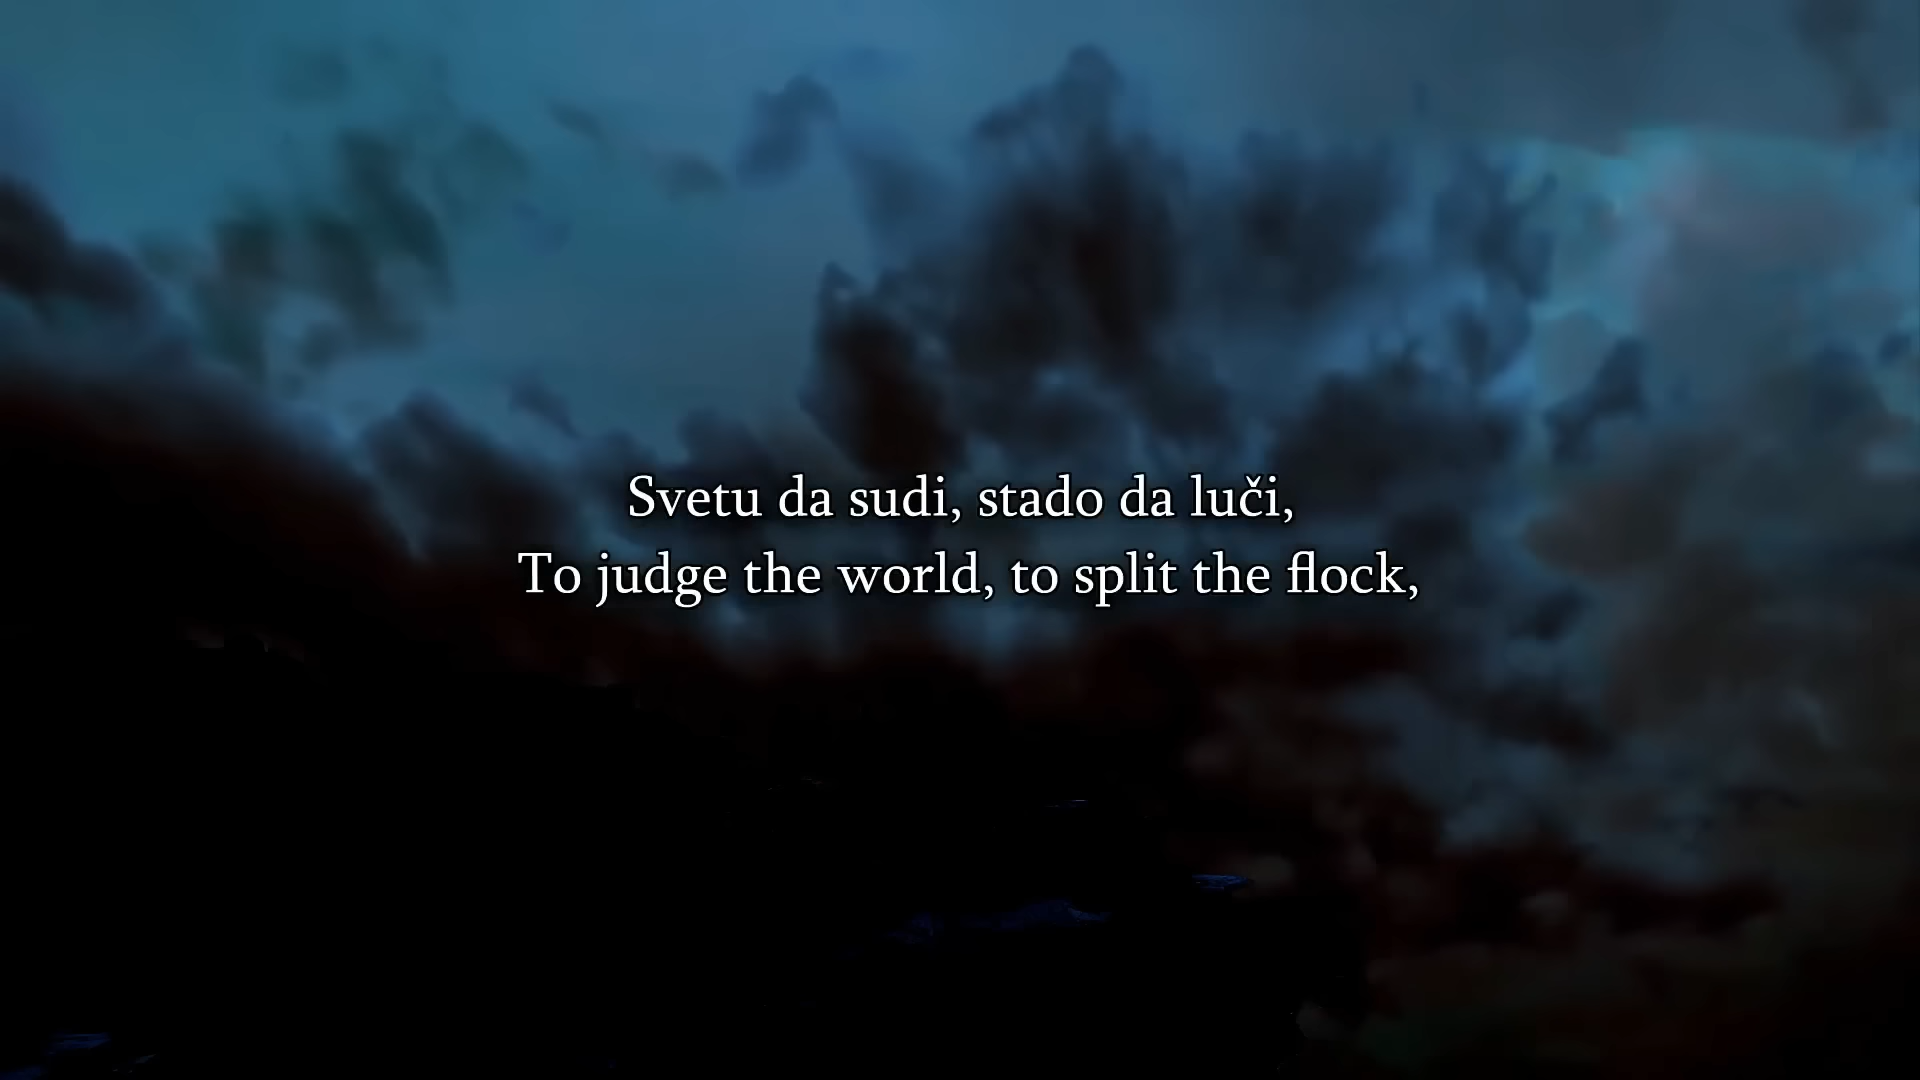 Svetu da sudi, stado da luči,
To judge the world, to split the flock,